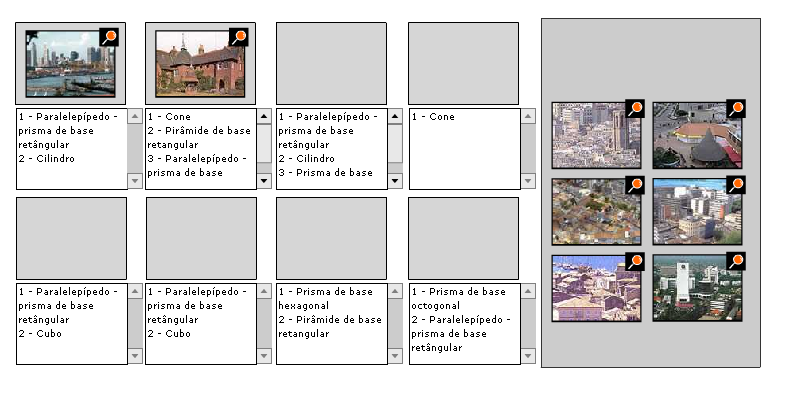 1 - Paralelepípedo -
prisma de base
retângular
2 - Cilindro
1 - Cone
2 - Pirâmide de base
retangular
3 - Paralelepípedo -
prisma de base
1 - Paralelepípedo -
prisma de base
retângular
2 - Cilindro
3 - Prisma de base
1 - Cone
1 - Paralelepípedo -
prisma de base
retângular
2 - Cubo
1 - Paralelepípedo -
prisma de base
retângular
2 - Cubo
1 - Prisma de base
hexagonal
2 - Pirâmide de base
retangular
1 - Prisma de base
octogonal
2 - Paralelepípedo -
prisma de base
retângular